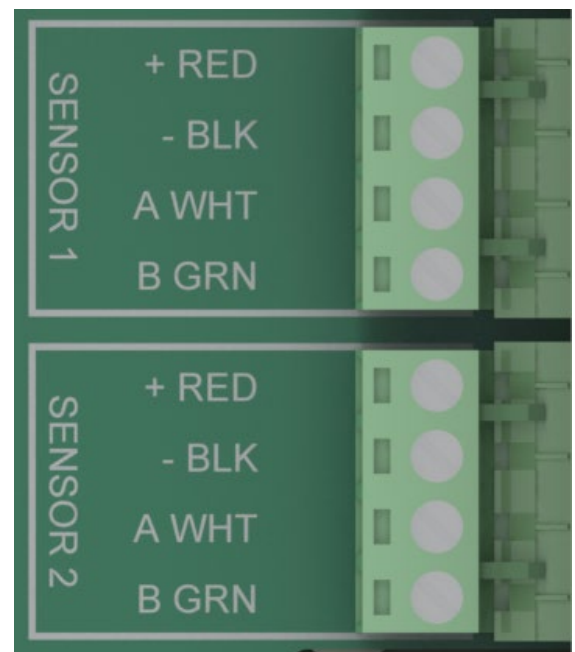 SENSOR 1
+ RED
- BLK
A WHT
B GRN
SENSOR 2
+ RED
- BLK
A WHT
B GRN